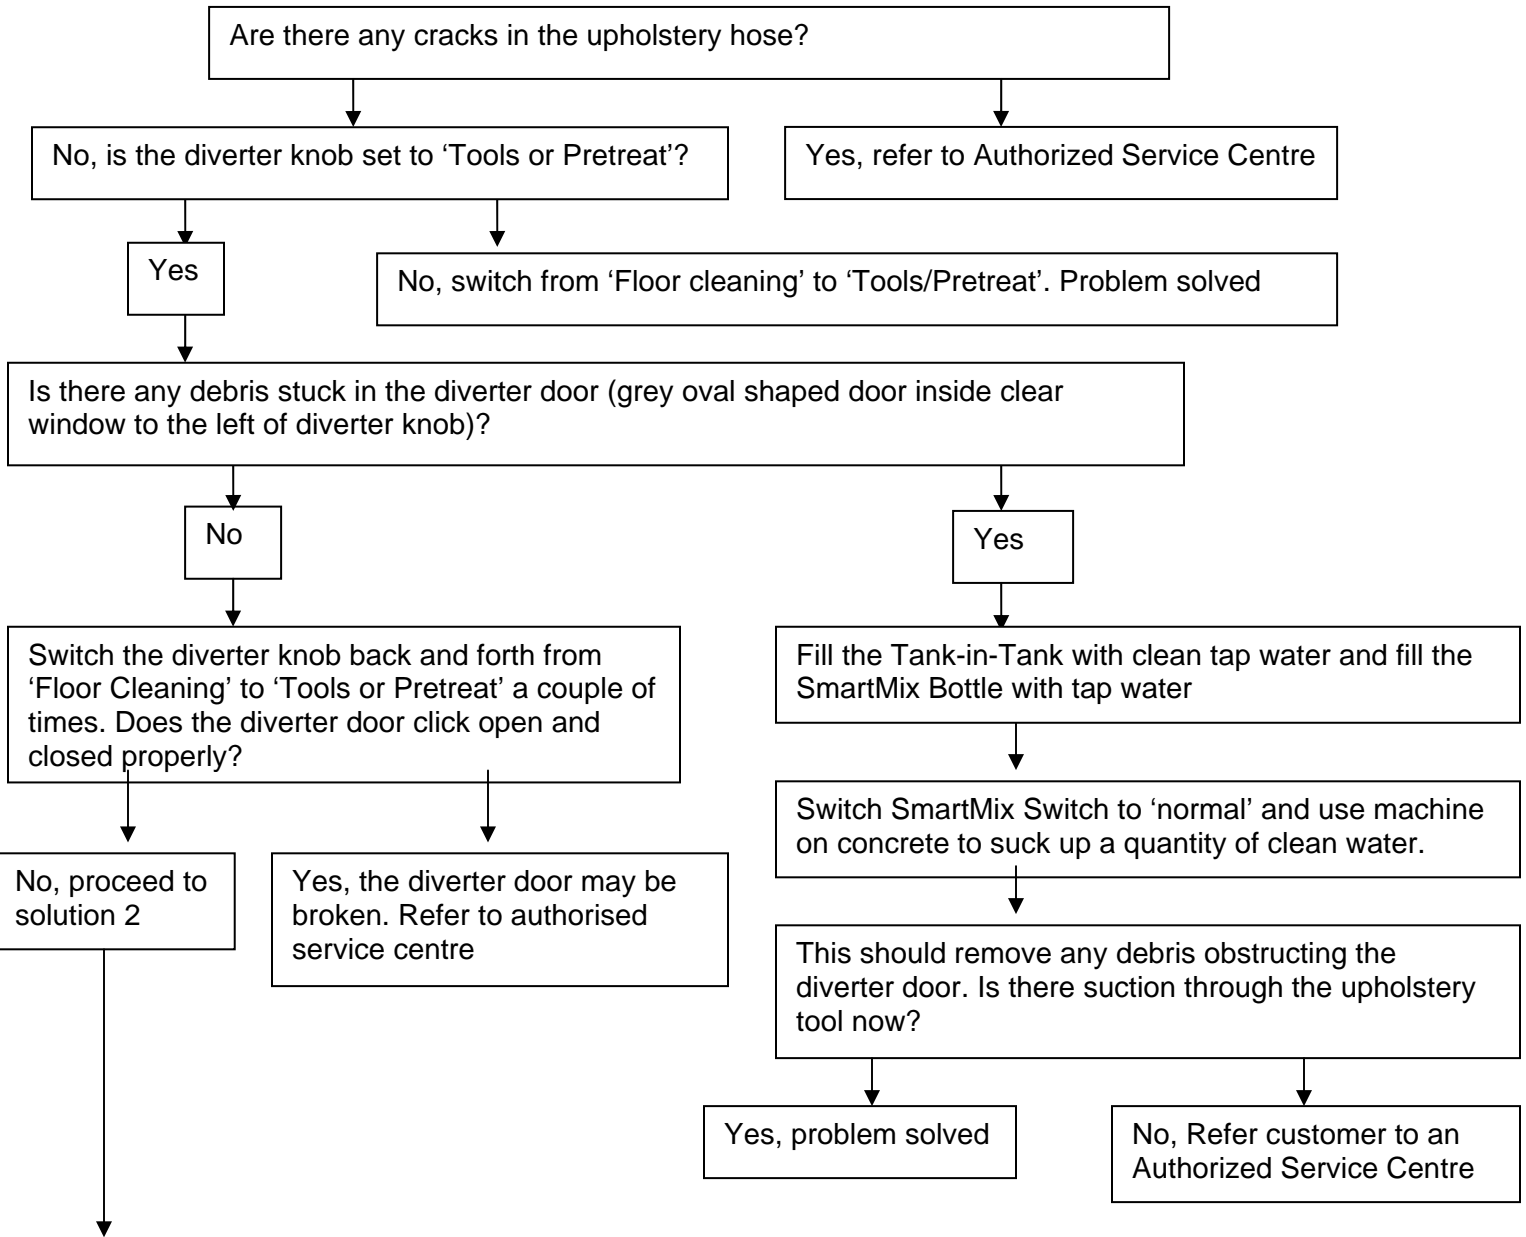 Are there any cracks in the upholstery hose?
No, is the diverter knob set to ‘Tools or Pretreat’?
Yes, refer to Authorized Service Centre
Yes
No, switch from ‘Floor cleaning’ to ‘Tools/Pretreat’. Problem solved
Is there any debris stuck in the diverter door (grey oval shaped door inside clear
window to the left of diverter knob)?
No
Yes
Switch the diverter knob back and forth from
‘Floor Cleaning’ to ‘Tools or Pretreat’ a couple of
times. Does the diverter door click open and
closed properly?
Fill the Tank-in-Tank with clean tap water and fill the
SmartMix Bottle with tap water
Switch SmartMix Switch to ‘normal’ and use machine
on concrete to suck up a quantity of clean water.
No, proceed to
solution 2
Yes, the diverter door may be
broken. Refer to authorised
service centre
This should remove any debris obstructing the
diverter door. Is there suction through the upholstery
tool now?
Yes, problem solved
No, Refer customer to an
Authorized Service Centre